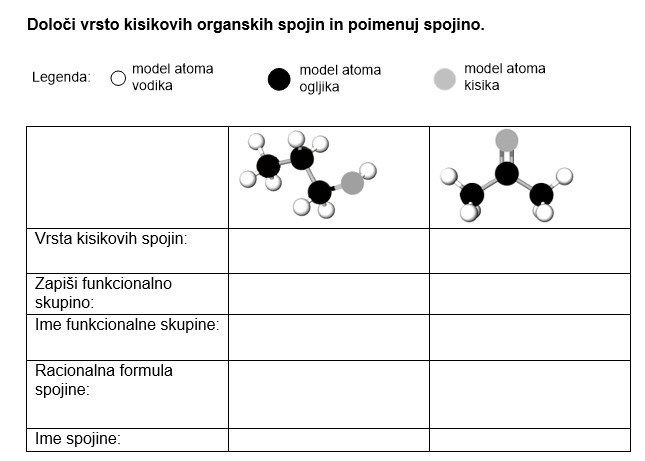 Določi vrsto kisikovih organskih spojin in poimenuj spojino.
Legenda:
model atoma
vodika
model atoma
ogljika
model atoma
kisika
Vrsta kisikovih spojin:
Zapiši funkcionalno
skupino:
Ime funkcionalne skupine:
Racionalna formula
spojine:
Ime spojine: